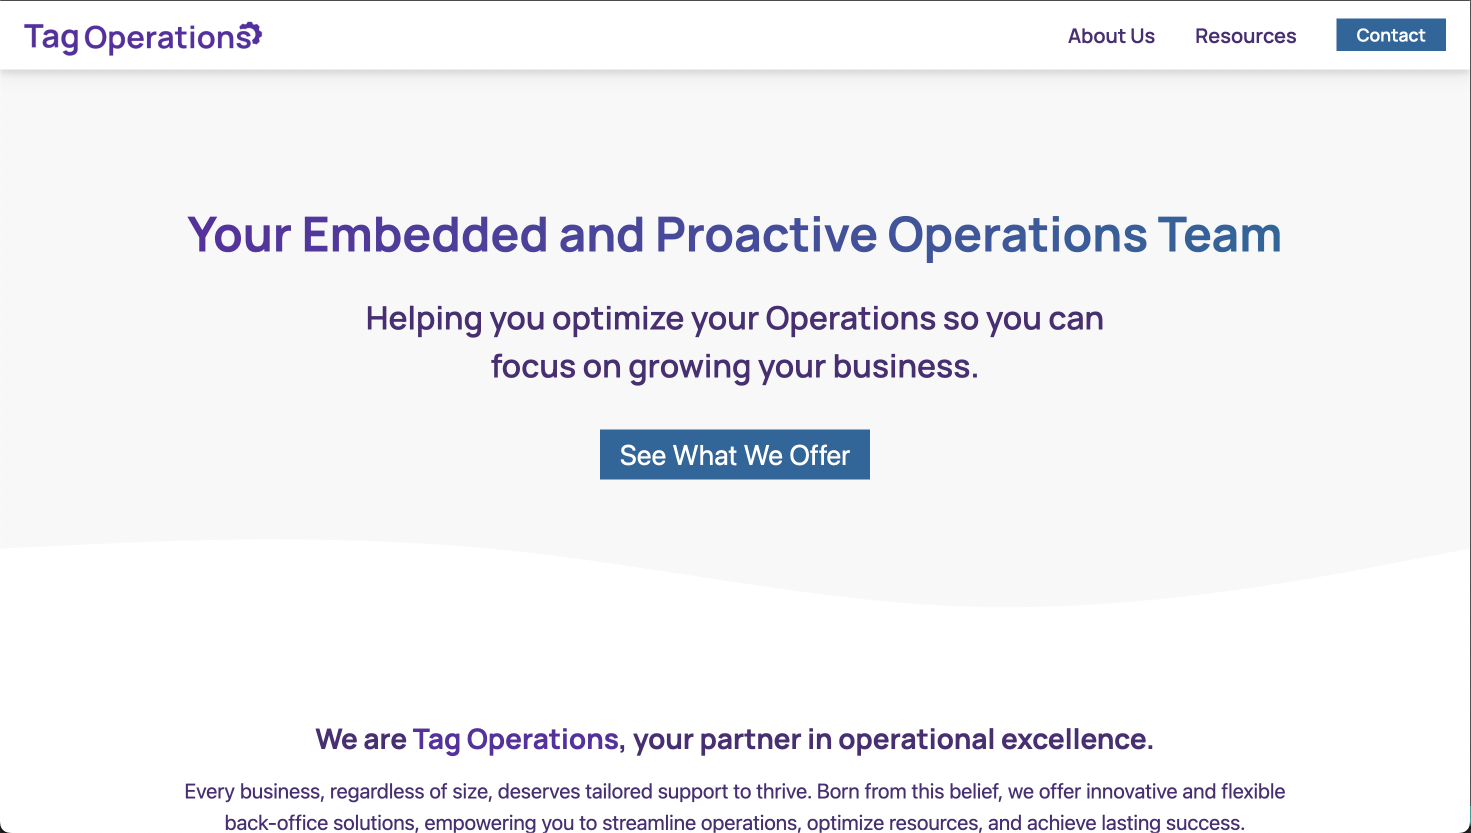 Tag Operations
About Us
Resources
Contact
Your Embedded and Proactive Operations Team
Helping you optimize your Operations so you can
focus on growing your business.
See What We Offer
We are Tag Operations, your partner in operational excellence.
Every business, regardless of size, deserves tailored support to thrive. Born from this belief, we offer innovative and flexible
back-office solutions, empowering you to streamline operations, optimize resources, and achieve lasting success.